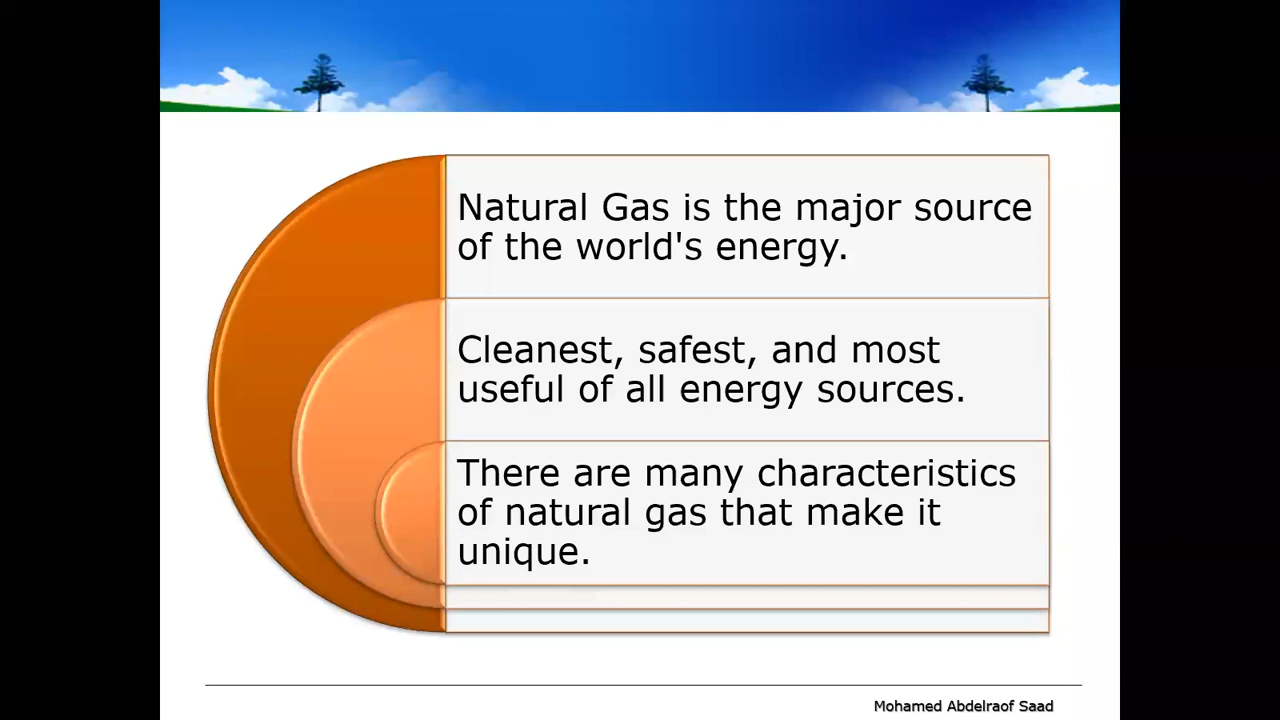 Natural Gas is the major source
of the world's energy.
Cleanest, safest, and most
useful of all energy sources.
There are many characteristics
of natural gas that make it
unique.
Mohamed Abdelraof Saad